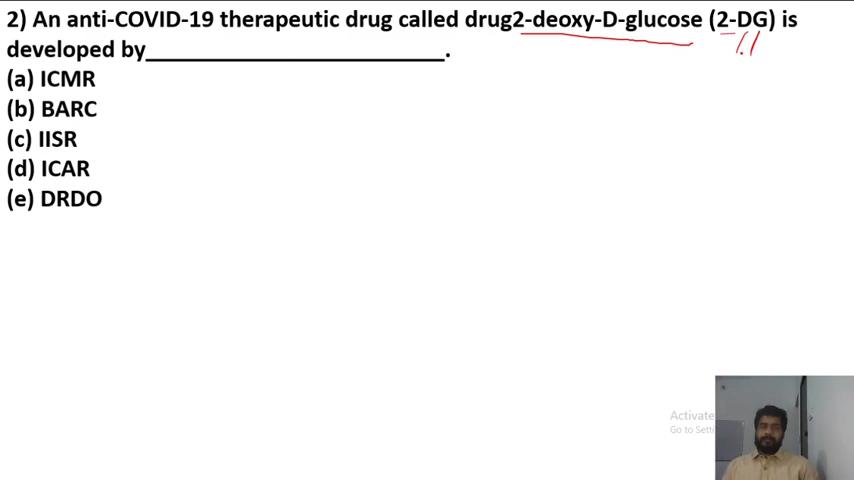 2) An anti-COVID-19 therapeutic drug called drug2-deoxy-D-glucose (2-DG) is
developed by_________________________.
(a) ICMR
(b) BARC
(c) IISR
(d) ICAR
(e) DRDO
Activate
Go to Setti